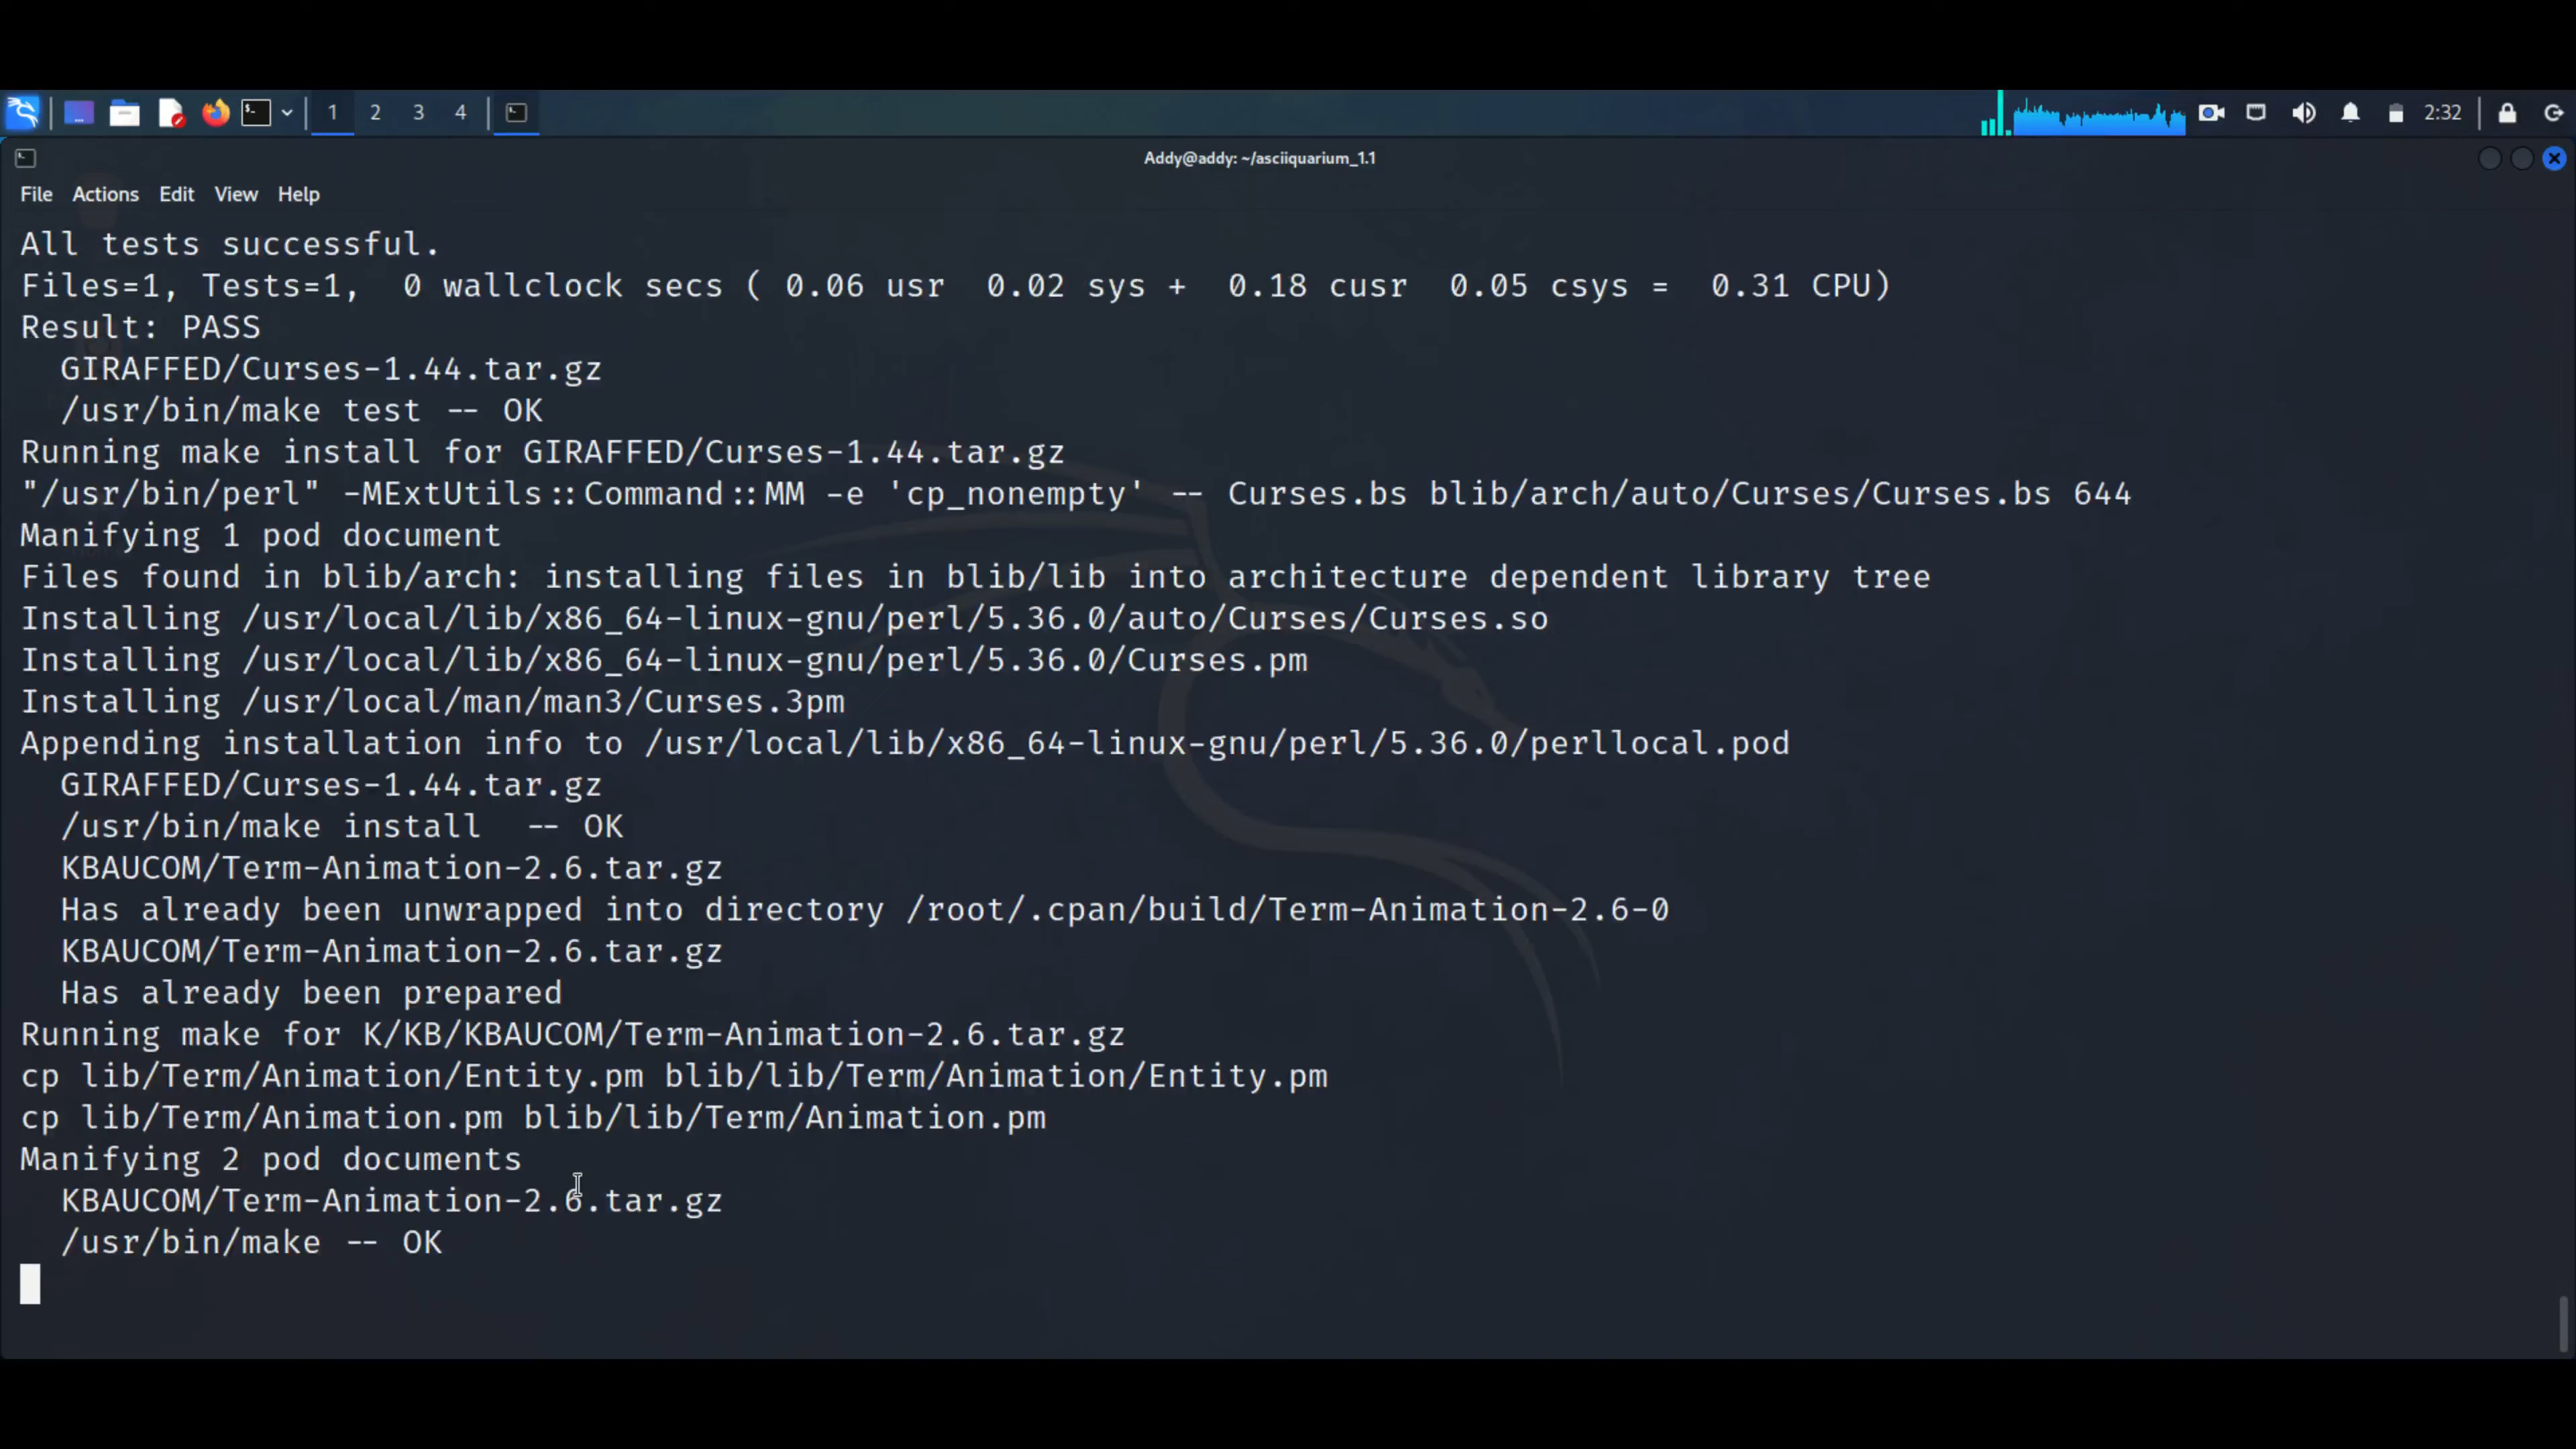 1 2 3 4 2:32
Addy@addy: ~/asciiquarium_1.1
File Actions Edit View Help
All tests successful.
Files=1, Tests=1,  0 wallclock secs ( 0.06 usr  0.02 sys +  0.18 cusr  0.05 csys =  0.31 CPU)
Result: PASS
  GIRAFFED/Curses-1.44.tar.gz
  /usr/bin/make test -- OK
Running make install for GIRAFFED/Curses-1.44.tar.gz
"/usr/bin/perl" -MExtUtils::Command::MM -e 'cp_nonempty' -- Curses.bs blib/arch/auto/Curses/Curses.bs 644
Manifying 1 pod document
Files found in blib/arch: installing files in blib/lib into architecture dependent library tree
Installing /usr/local/lib/x86_64-linux-gnu/perl/5.36.0/auto/Curses/Curses.so
Installing /usr/local/lib/x86_64-linux-gnu/perl/5.36.0/Curses.pm
Installing /usr/local/man/man3/Curses.3pm
Appending installation info to /usr/local/lib/x86_64-linux-gnu/perl/5.36.0/perllocal.pod
  GIRAFFED/Curses-1.44.tar.gz
  /usr/bin/make install  -- OK
  KBAUCOM/Term-Animation-2.6.tar.gz
  Has already been unwrapped into directory /root/.cpan/build/Term-Animation-2.6-0
  KBAUCOM/Term-Animation-2.6.tar.gz
  Has already been prepared
Running make for K/KB/KBAUCOM/Term-Animation-2.6.tar.gz
cp lib/Term/Animation/Entity.pm blib/lib/Term/Animation/Entity.pm
cp lib/Term/Animation.pm blib/lib/Term/Animation.pm
Manifying 2 pod documents
  KBAUCOM/Term-Animation-2.6.tar.gz
  /usr/bin/make -- OK